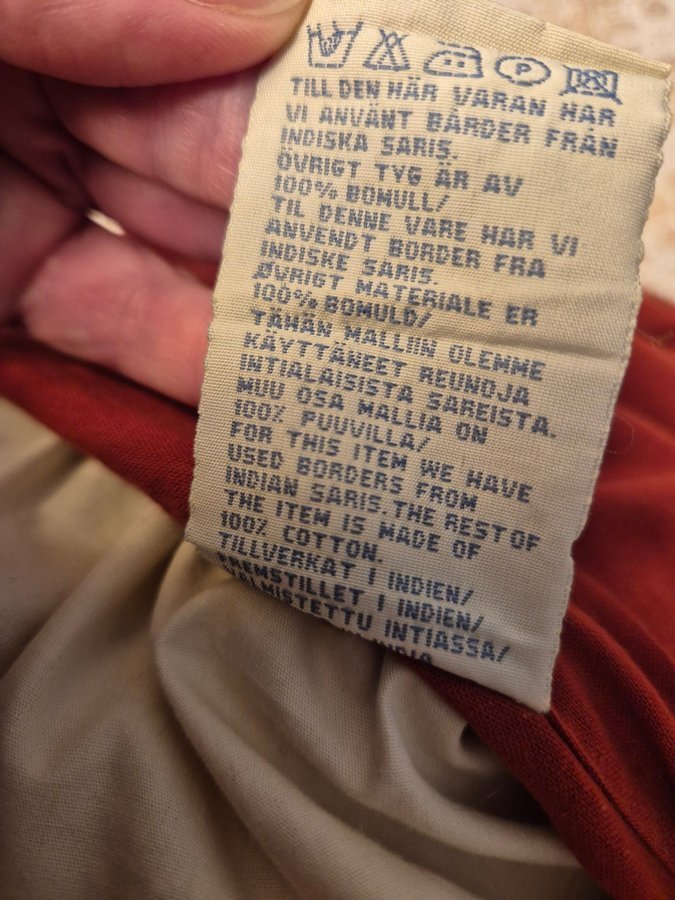 P
TILL DEN HÄR VARAN HAR
VI ANVÄNT BÅRDER FRÅN
INDISKA SARIS.
ÖVRIGT TYG ÄR AV
100% BOMULL/
TIL DENNE VARE HAR VI
ANVENDT BORDER FRA
INDISKE SARIS.
ØVRIGT MATERIALE ER
100% BOMULD/
TÄHÄN MALLIIN OLEMME
KÄYTTÄNEET REUNOJA
INTIALAISISTA SAREISTA.
MUU OSA MALLIA ON
100% PUUVILLA/
FOR THIS ITEM WE HAVE
USED BORDERS FROM
INDIAN SARIS. THE REST OF
THE ITEM IS MADE OF
100% COTTON.
TILLVERKAT I INDIEN/
FREMSTILLET I INDIEN/
VALMISTETTU INTIASSA/